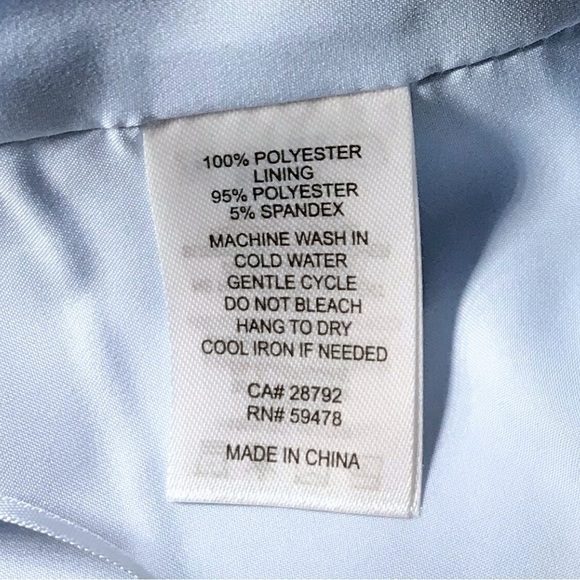 100% POLYESTER
LINING
95% POLYESTER
5% SPANDEX
MACHINE WASH IN
COLD WATER
GENTLE CYCLE
DO NOT BLEACH
HANG TO DRY
COOL IRON IF NEEDED
CA# 28792
RN# 59478
MADE IN CHINA